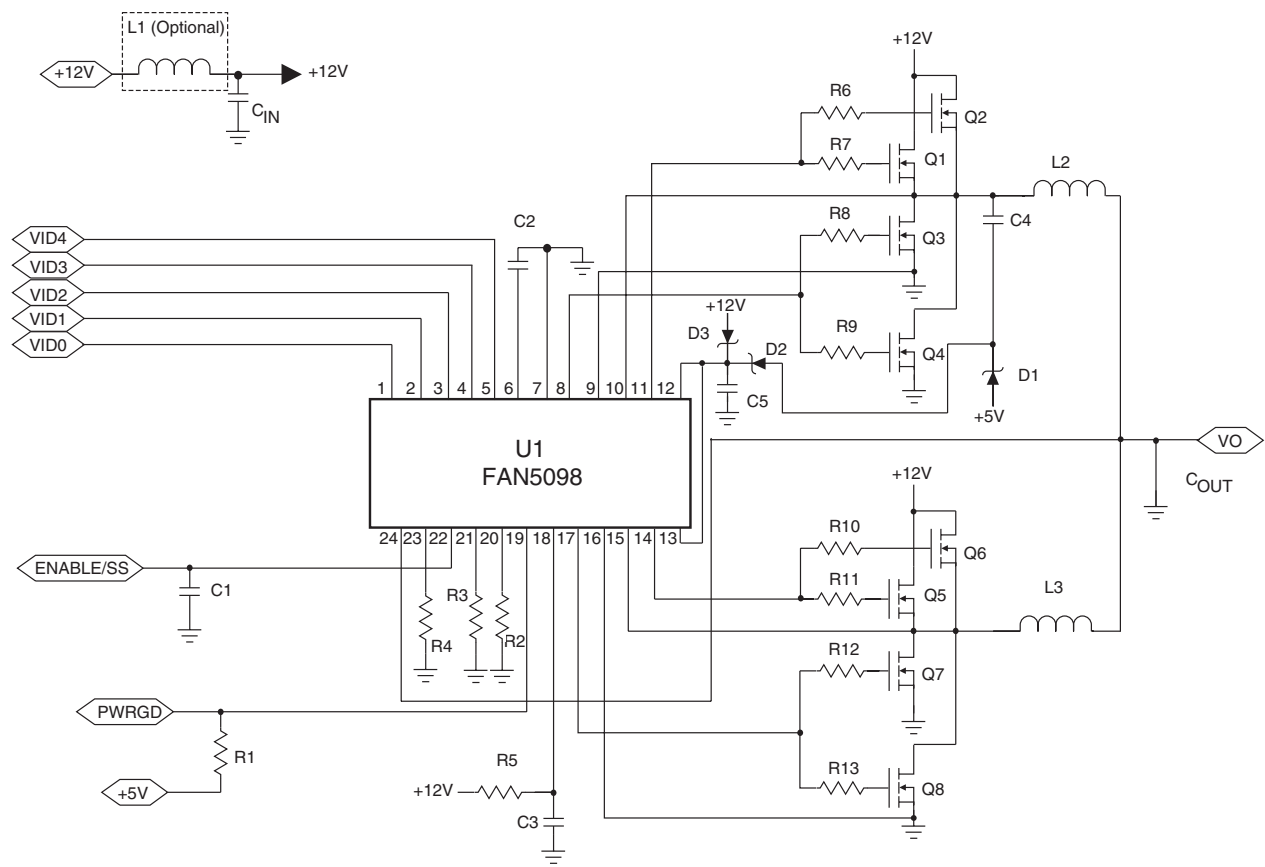 L1 (Optional)
+12V
+12V
CIN
+12V
R6
Q2
R7
Q1
L2
C4
R8
Q3
C2
VID4
VID3
VID2
VID1
VID0
+12V
D3
D2
R9
Q4
D1
C5
+5V
1 2 3 4 5 6 7 8 9 10 11 12
U1
FAN5098
VO
COUT
+12V
24 23 22 21 20 19 18 17 16 15 14 13
R10
Q6
ENABLE/SS
C1
R3
R4
R2
R11
Q5
L3
R12
Q7
PWRGD
R1
+5V
R5
+12V
C3
R13
Q8